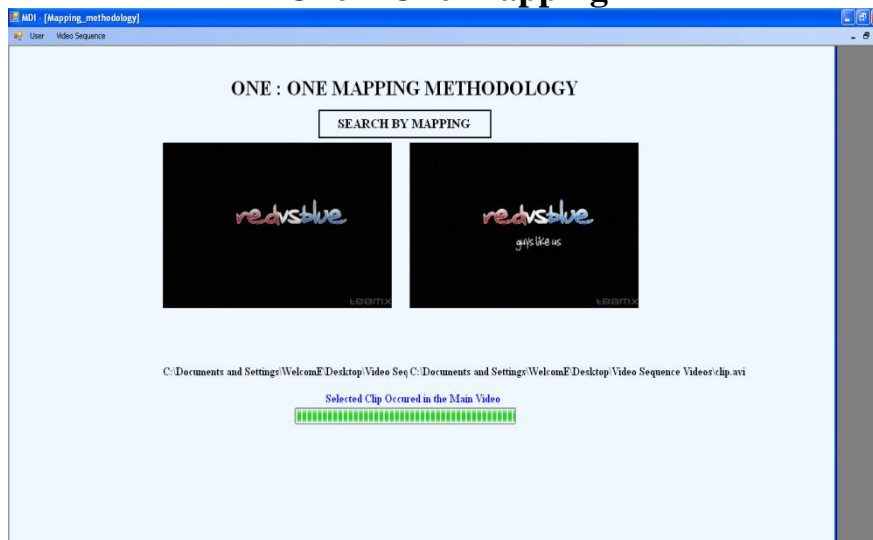 MDI - [Mapping_methodology]
User Video Sequence
ONE : ONE MAPPING METHODOLOGY
SEARCH BY MAPPING
redvsblue
redvsblue
guys like us
teamx
teamx
C:\Documents and Settings\WelcomE\Desktop\Video Seq C:\Documents and Settings\WelcomE\Desktop\Video Sequence Videos\clip.avi
Selected Clip Occured in the Main Video